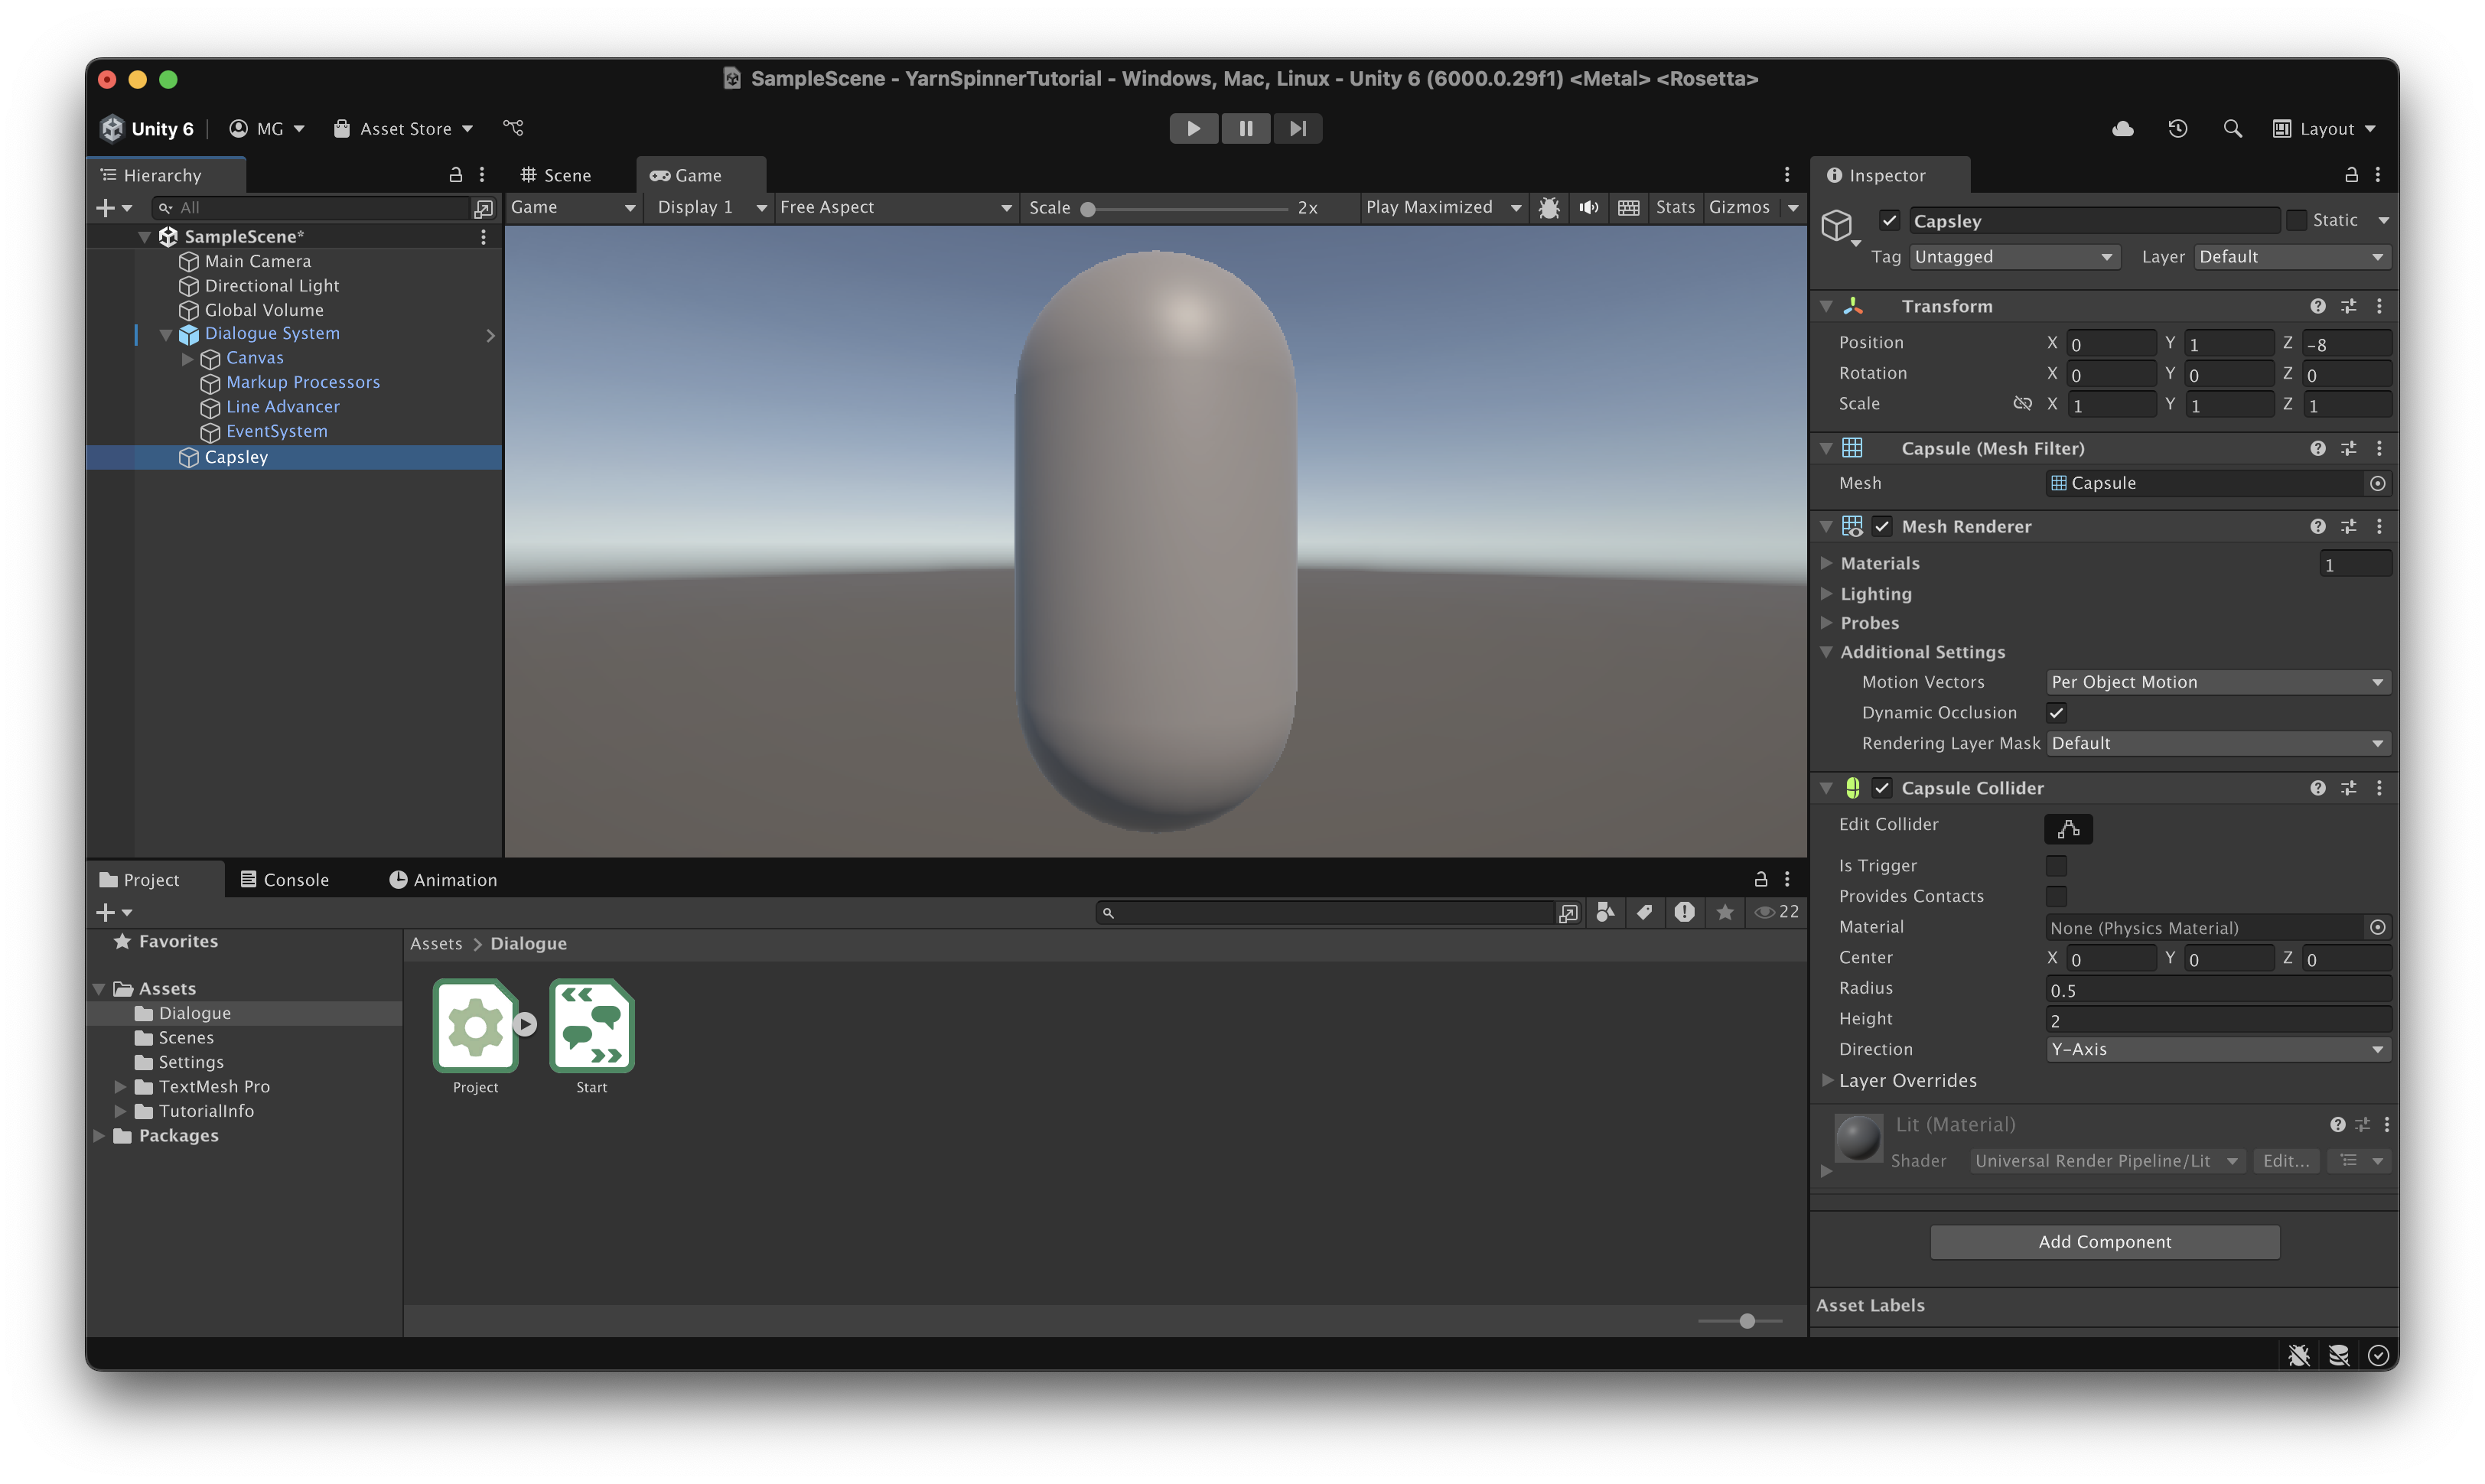 SampleScene - YarnSpinnerTutorial - Windows, Mac, Linux - Unity 6 (6000.0.29f1) <Metal> <Rosetta>
Unity 6
MG
Asset Store
Layout
Hierarchy
All
SampleScene*
Main Camera
Directional Light
Global Volume
Dialogue System
Canvas
Markup Processors
Line Advancer
EventSystem
Capsley
Scene
Game
Game
Display 1
Free Aspect
Scale
2x
Play Maximized
Stats
Gizmos
Inspector
Capsley
Static
Tag
Untagged
Layer
Default
Transform
Position
X 0 Y 1 Z -8
Rotation
X 0 Y 0 Z 0
Scale
X 1 Y 1 Z 1
Capsule (Mesh Filter)
Mesh
Capsule
Mesh Renderer
Materials
1
Lighting
Probes
Additional Settings
Motion Vectors
Per Object Motion
Dynamic Occlusion
Rendering Layer Mask
Default
Capsule Collider
Edit Collider
Is Trigger
Provides Contacts
Material
None (Physics Material)
Center
X 0 Y 0 Z 0
Radius
0.5
Height
2
Direction
Y-Axis
Layer Overrides
Lit (Material)
Shader
Universal Render Pipeline/Lit
Edit...
Add Component
Asset Labels
Project
Console
Animation
22
Favorites
Assets
Dialogue
Scenes
Settings
TextMesh Pro
TutorialInfo
Packages
Assets > Dialogue
Project
Start